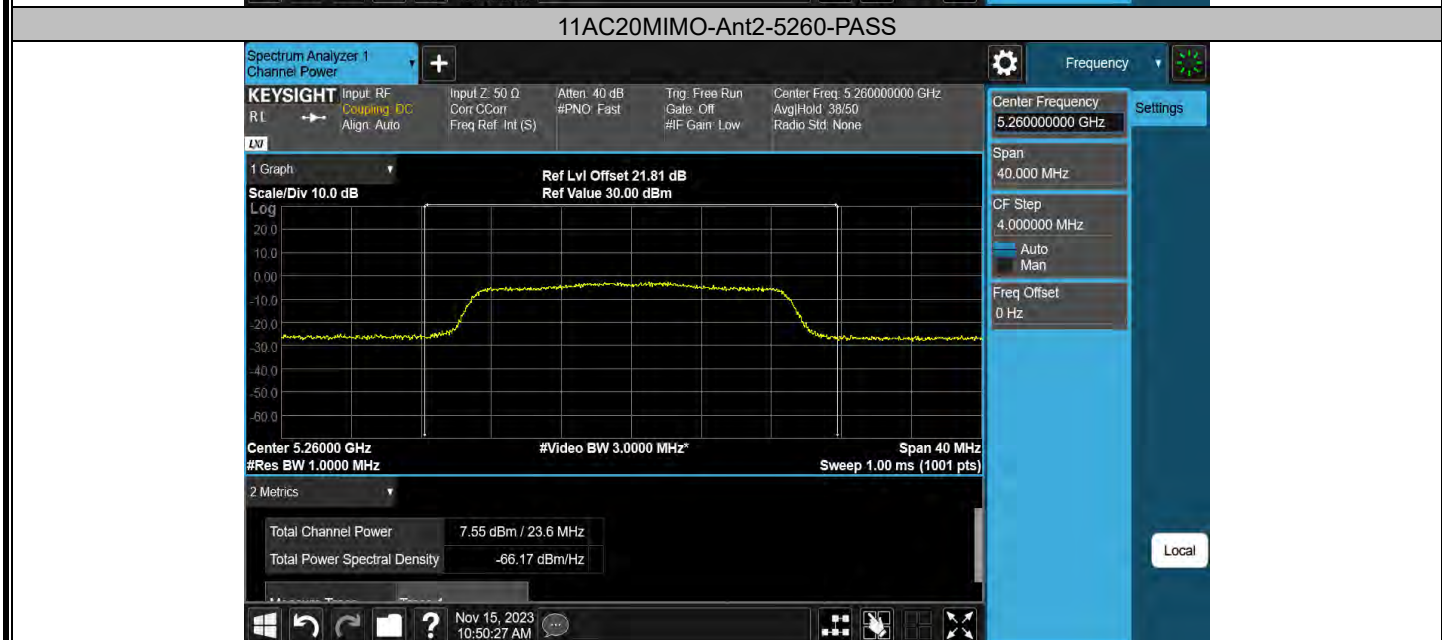 11AC20MIMO-Ant2-5260-PASS
Spectrum Analyzer 1
Channel Power
+
Frequency
KEYSIGHT
RL
LXI
Input: RF
Coupling: DC
Align: Auto
Input Z: 50 Ω
Corr CCorr
Freq Ref: Int (S)
Atten: 40 dB
#PNO: Fast
Trig: Free Run
Gate: Off
#IF Gain: Low
Center Freq: 5.260000000 GHz
Avg|Hold: 38/50
Radio Std: None
Center Frequency
5.260000000 GHz
Settings
Span
40.000 MHz
CF Step
4.000000 MHz
Auto
Man
Freq Offset
0 Hz
1 Graph
Scale/Div 10.0 dB
Ref Lvl Offset 21.81 dB
Ref Value 30.00 dBm
Log
20.0
10.0
0.00
-10.0
-20.0
-30.0
-40.0
-50.0
-60.0
Center 5.26000 GHz
#Video BW 3.0000 MHz*
Span 40 MHz
#Res BW 1.0000 MHz
Sweep 1.00 ms (1001 pts)
2 Metrics
Total Channel Power 7.55 dBm / 23.6 MHz
Total Power Spectral Density -66.17 dBm/Hz
Local
?
Nov 15, 2023
10:50:27 AM